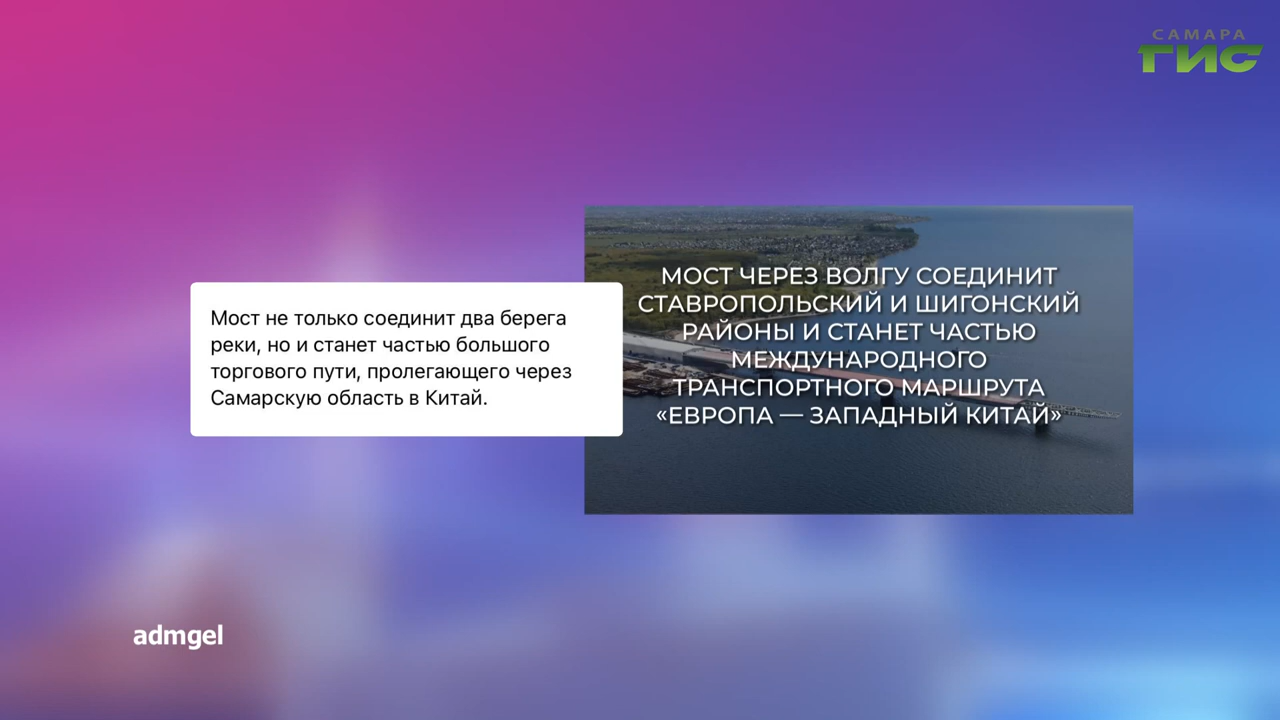 САМАРА
ГИС
Мост не только соединит два берега
реки, но и станет частью большого
торгового пути, пролегающего через
Самарскую область в Китай.
МОСТ ЧЕРЕЗ ВОЛГУ СОЕДИНИТ
СТАВРОПОЛЬСКИЙ И ШИГОНСКИЙ
РАЙОНЫ И СТАНЕТ ЧАСТЬЮ
МЕЖДУНАРОДНОГО
ТРАНСПОРТНОГО МАРШРУТА
«ЕВРОПА — ЗАПАДНЫЙ КИТАЙ»
admgel